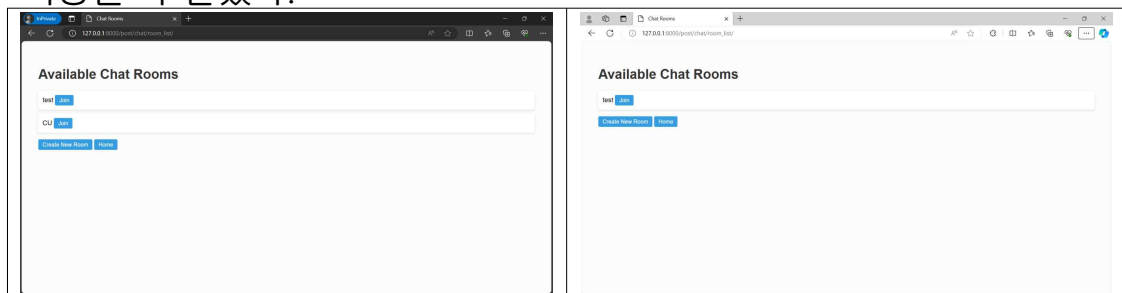 InPrivate Chat Rooms
127.0.0.1:8000/post/chat/room_list/
Available Chat Rooms
test Join
CU Join
Create New Room Home
Chat Rooms
127.0.0.1:8000/post/chat/room_list/
Available Chat Rooms
test Join
Create New Room Home